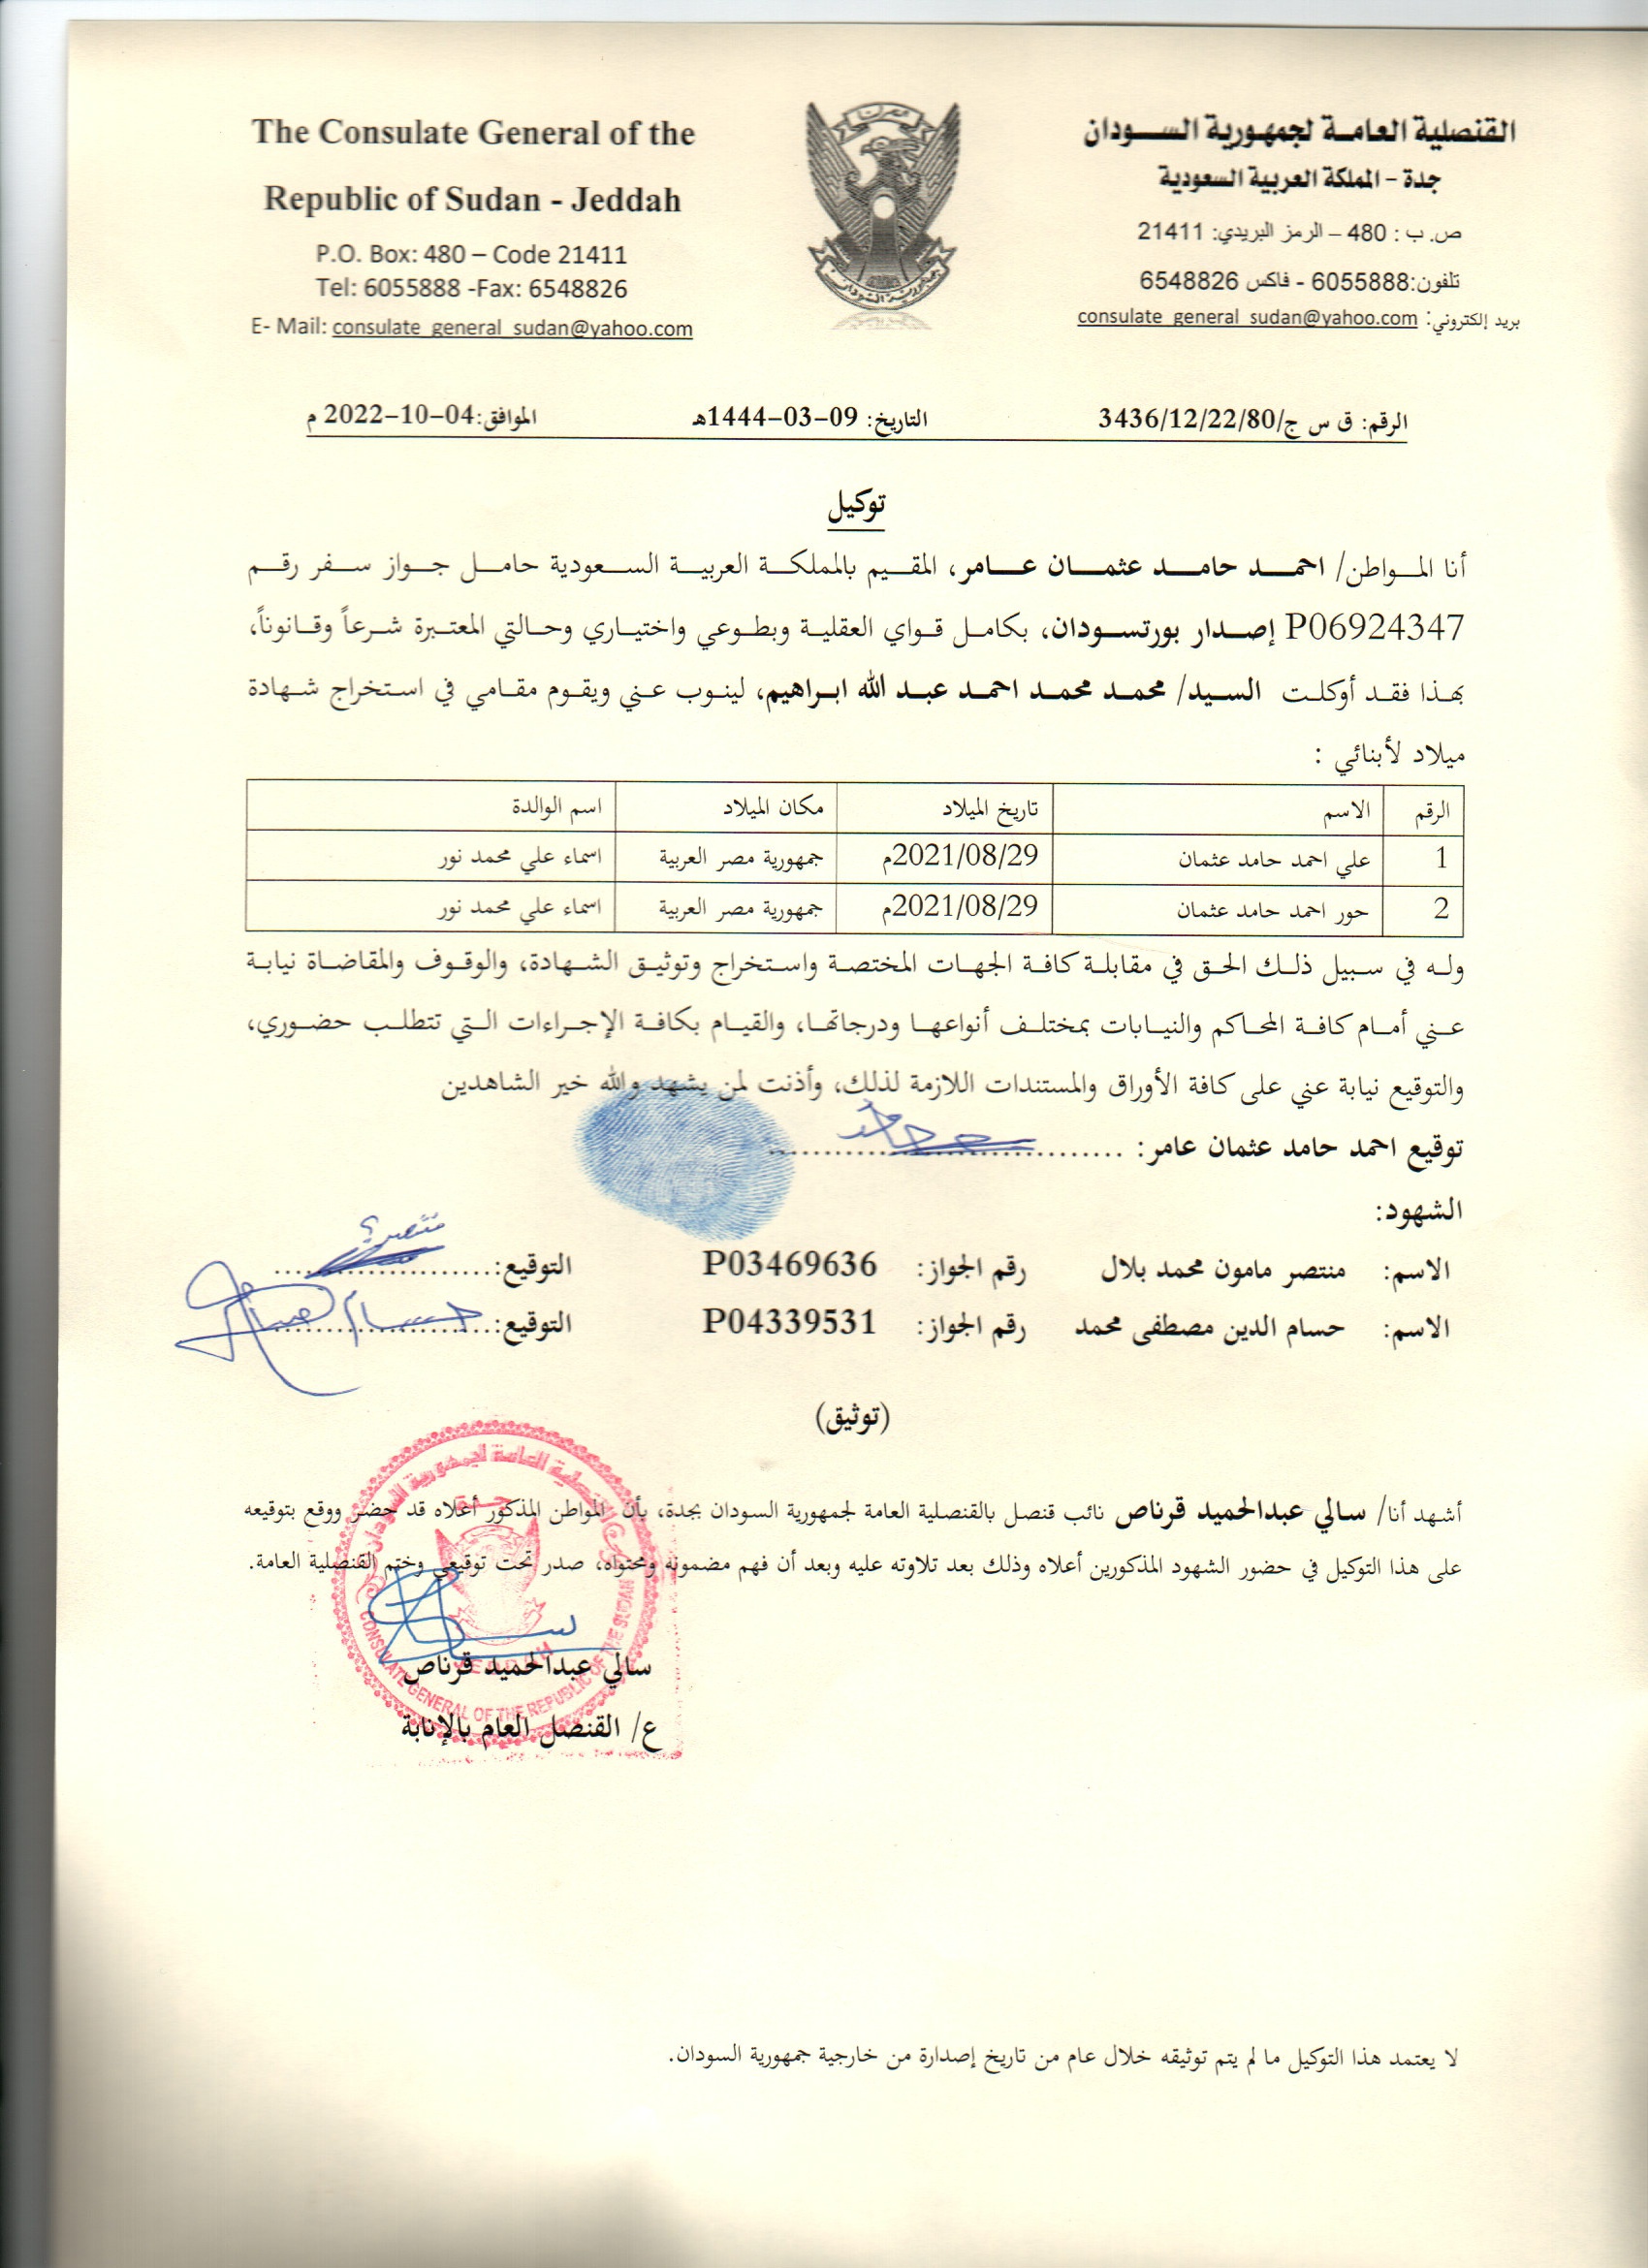 The Consulate General of the
Republic of Sudan - Jeddah
P.O. Box: 480 – Code 21411
Tel: 6055888 -Fax: 6548826
E- Mail: consulate_general_sudan@yahoo.com
القنصلية العامة لجمهورية السودان
جدة – المملكة العربية السعودية
ص. ب : 480 – الرمز البريدي: 21411
تلفون:6055888 - فاكس 6548826
بريد إلكتروني: consulate_general_sudan@yahoo.com
جمهورية السودان
الرقم: ق س ج/3436/12/22/80 التاريخ: 09-03-1444هـ الموافق:04-10-2022 م
توكيل
أنا المواطن/ احمد حامد عثمان عامر، المقيم بالمملكة العربية السعودية حامل جواز سفر رقم
P06924347 إصدار بورتسودان، بكامل قواي العقلية وبطوعي واختياري وحالتي المعتبرة شرعاً وقانوناً،
بهذا فقد أوكلت السيد/ محمد محمد احمد عبد الله ابراهيم، لينوب عني ويقوم مقامي في استخراج شهادة
ميلاد لأبنائي :
الرقم الاسم تاريخ الميلاد مكان الميلاد اسم الوالدة
1 علي احمد حامد عثمان 2021/08/29م جمهورية مصر العربية اسماء علي محمد نور
2 حور احمد حامد عثمان 2021/08/29م جمهورية مصر العربية اسماء علي محمد نور
وله في سبيل ذلك الحق في مقابلة كافة الجهات المختصة واستخراج وتوثيق الشهادة، والوقوف والمقاضاة نيابة
عني أمام كافة المحاكم والنيابات بمختلف أنواعها ودرجاتها، والقيام بكافة الإجراءات التي تتطلب حضوري،
والتوقيع نيابة عني على كافة الأوراق والمستندات اللازمة لذلك، وأذنت لمن يشهد والله خير الشاهدين
توقيع احمد حامد عثمان عامر: ..............................
الشهود:
الاسم: منتصر مامون محمد بلال رقم الجواز: P03469636 التوقيع:.................... منتصر
الاسم: حسام الدين مصطفى محمد رقم الجواز: P04339531 التوقيع:.................... حسام
(توثيق)
أشهد أنا/ سالي عبدالحميد قرناص نائب قنصل بالقنصلية العامة لجمهورية السودان بجدة، بأن المواطن المذكور أعلاه قد حضر ووقع بتوقيعه
على هذا التوكيل في حضور الشهود المذكورين أعلاه وذلك بعد تلاوته عليه وبعد أن فهم مضمونه ومحتواه، صدر تحت توقيعي وختم القنصلية العامة.
القنصلية العامة لجمهورية السودان
جدة
CONSULATE GENERAL OF THE REPUBLIC OF THE SUDAN
سالي عبدالحميد قرناص
ع/ القنصل العام بالإنابة
لا يعتمد هذا التوكيل ما لم يتم توثيقه خلال عام من تاريخ إصدارة من خارجية جمهورية السودان.